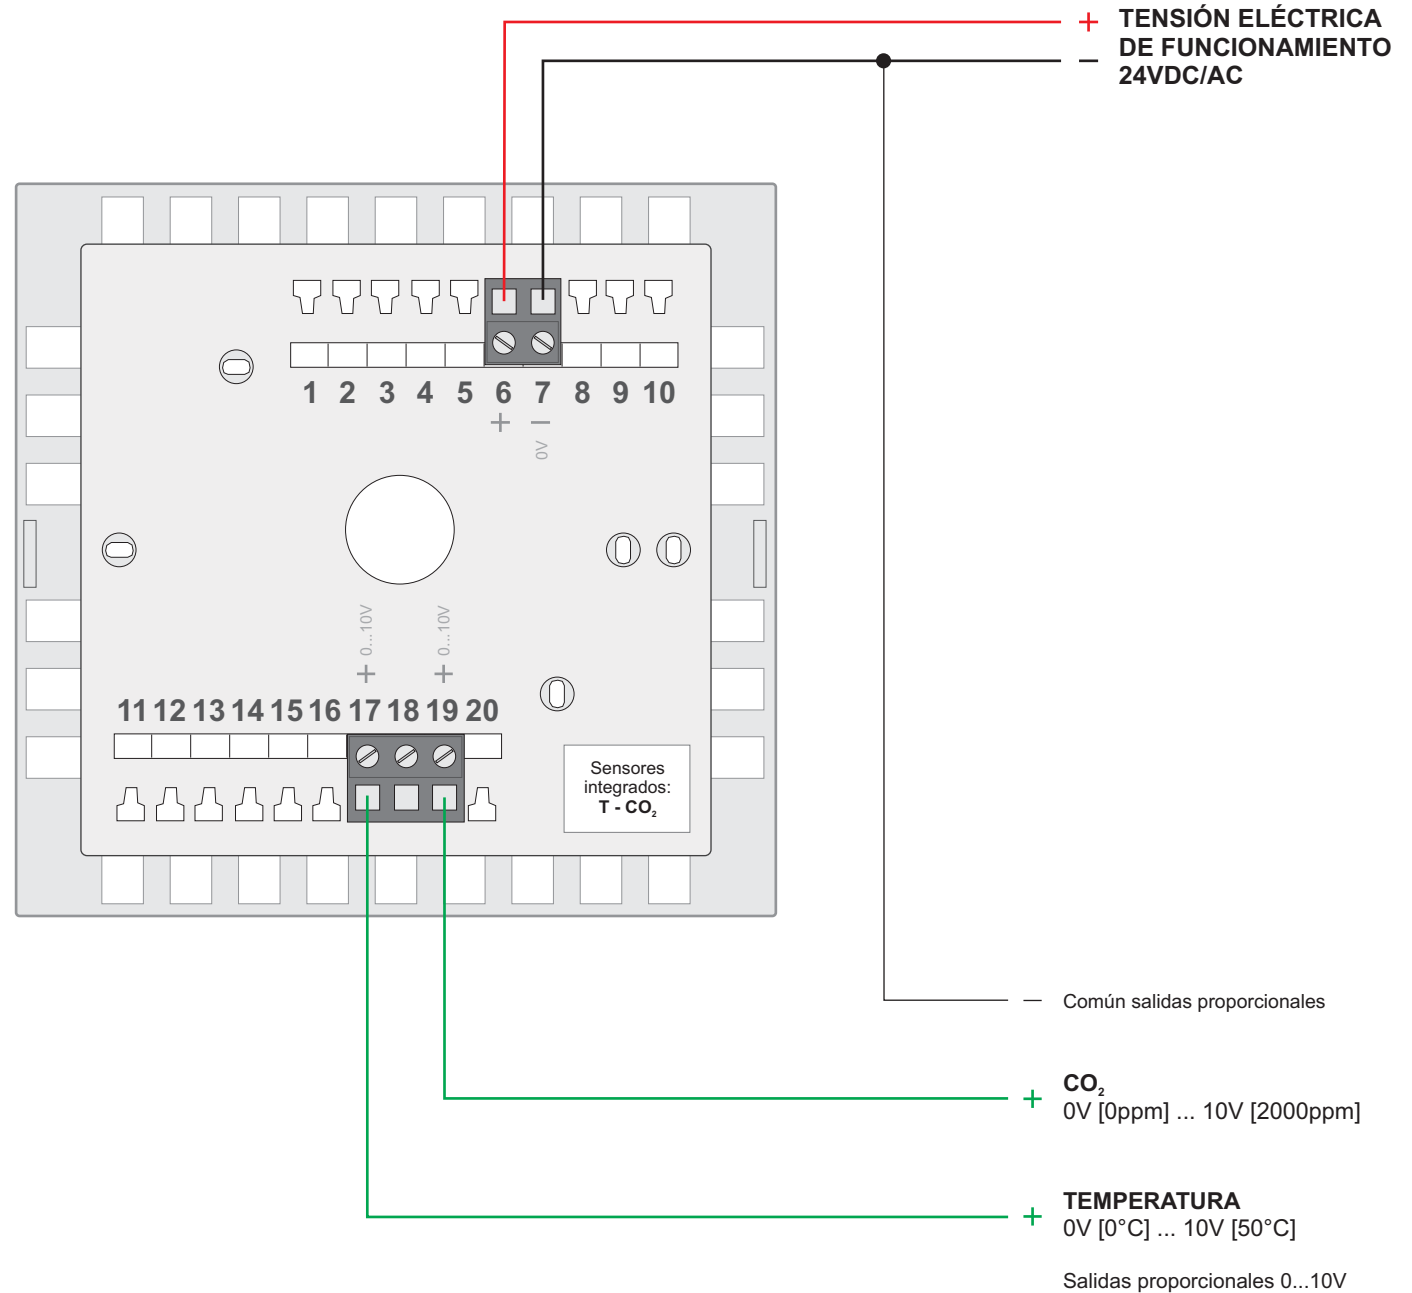 + TENSIÓN ELÉCTRICA
DE FUNCIONAMIENTO
– 24VDC/AC
1 2 3 4 5 6 7 8 9 10
+ –
0V
0...10V 0...10V
+ +
11 12 13 14 15 16 17 18 19 20
Sensores
integrados:
T - CO₂
– Común salidas proporcionales
CO₂
+ 0V [0ppm] ... 10V [2000ppm]
TEMPERATURA
+ 0V [0°C] ... 10V [50°C]
Salidas proporcionales 0...10V